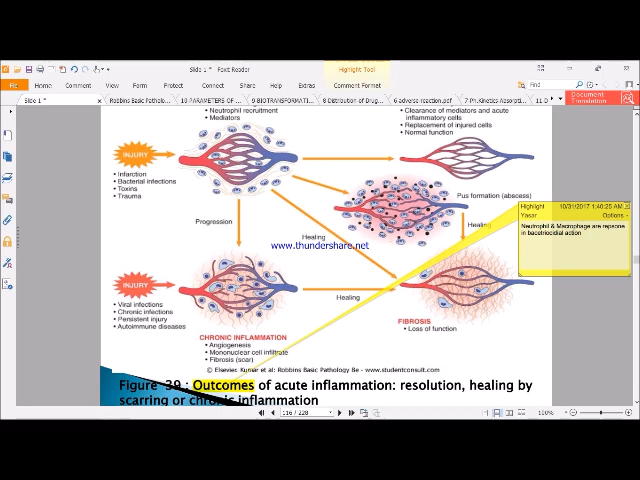 Slide 1 * - Foxit Reader
Highlight Tool
File
Home
Comment
View
Form
Protect
Connect
Share
Help
Extras
Comment Format
Find
Slide 1 *
Robbins Basic Patholo...
10-PARAMETERS OF ...
9-BIOTRANSFORMATI...
8 Distribution of Drug...
6 adverse-reaction.pdf
7 Ph.Kinetics-Absorpti...
11-D
Document
Translation
• Neutrophil recruitment
• Mediators
• Clearance of mediators and acute
inflammatory cells
• Replacement of injured cells
• Normal function
INJURY
• Infarction
• Bacterial infections
• Toxins
• Trauma
Pus formation (abscess)
Progression
Healing
Healing
www.thundershare.net
Highlight 10/31/2017 1:40:25 AM
Yasar Options
Neutrophil & Macrophage are repsone
in bacetriocidial action
INJURY
• Viral infections
• Chronic infections
• Persistent injury
• Autoimmune diseases
Healing
FIBROSIS
• Loss of function
CHRONIC INFLAMMATION
• Angiogenesis
• Mononuclear cell infiltrate
• Fibrosis (scar)
© Elsevier. Kumar et al: Robbins Basic Pathology 8e - www.studentconsult.com
Figure 39 : Outcomes of acute inflammation: resolution, healing by
scarring or chronic inflammation
116 / 228
100%